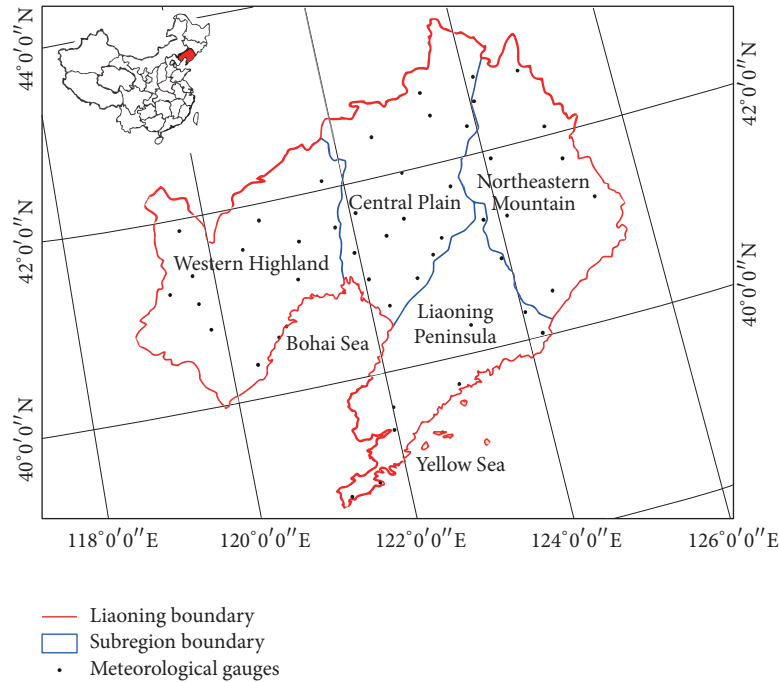 44°0′0″N
42°0′0″N
40°0′0″N
42°0′0″N
40°0′0″N
Northeastern
Mountain
Central Plain
Western Highland
Liaoning
Peninsula
Bohai Sea
Yellow Sea
118°0′0″E
120°0′0″E
122°0′0″E
124°0′0″E
126°0′0″E
Liaoning boundary
Subregion boundary
Meteorological gauges